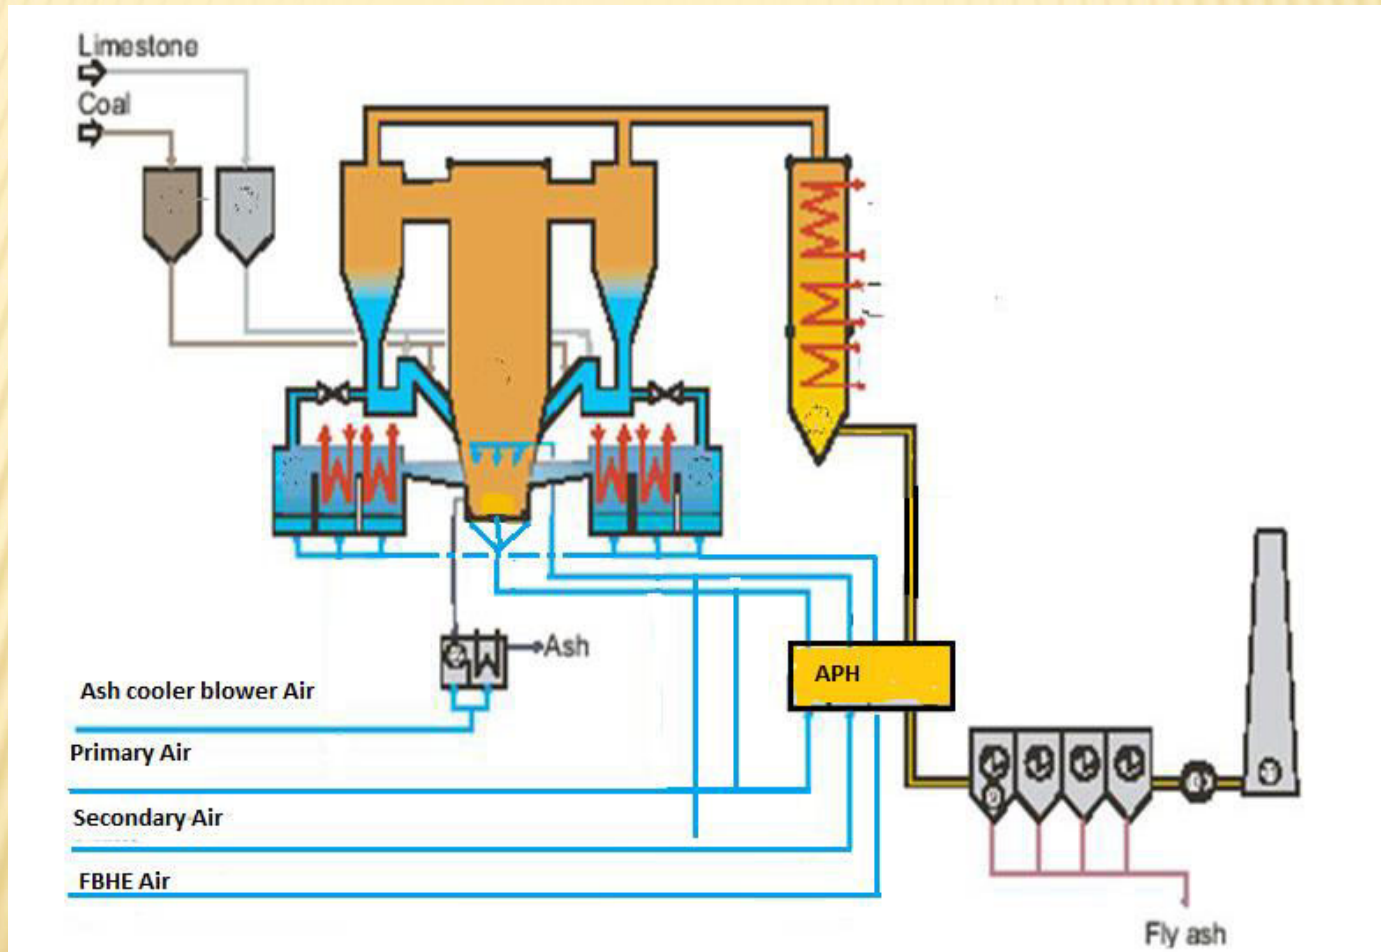 Limestone
Coal
Ash
Ash cooler blower Air
APH
Primary Air
Secondary Air
FBHE Air
Fly ash